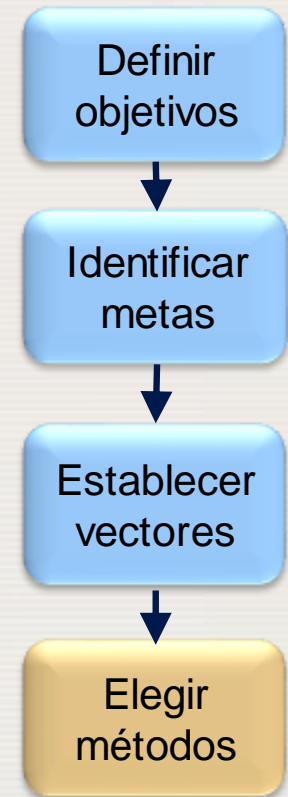 Definir
objetivos
Identificar
metas
Establecer
vectores
Elegir
métodos